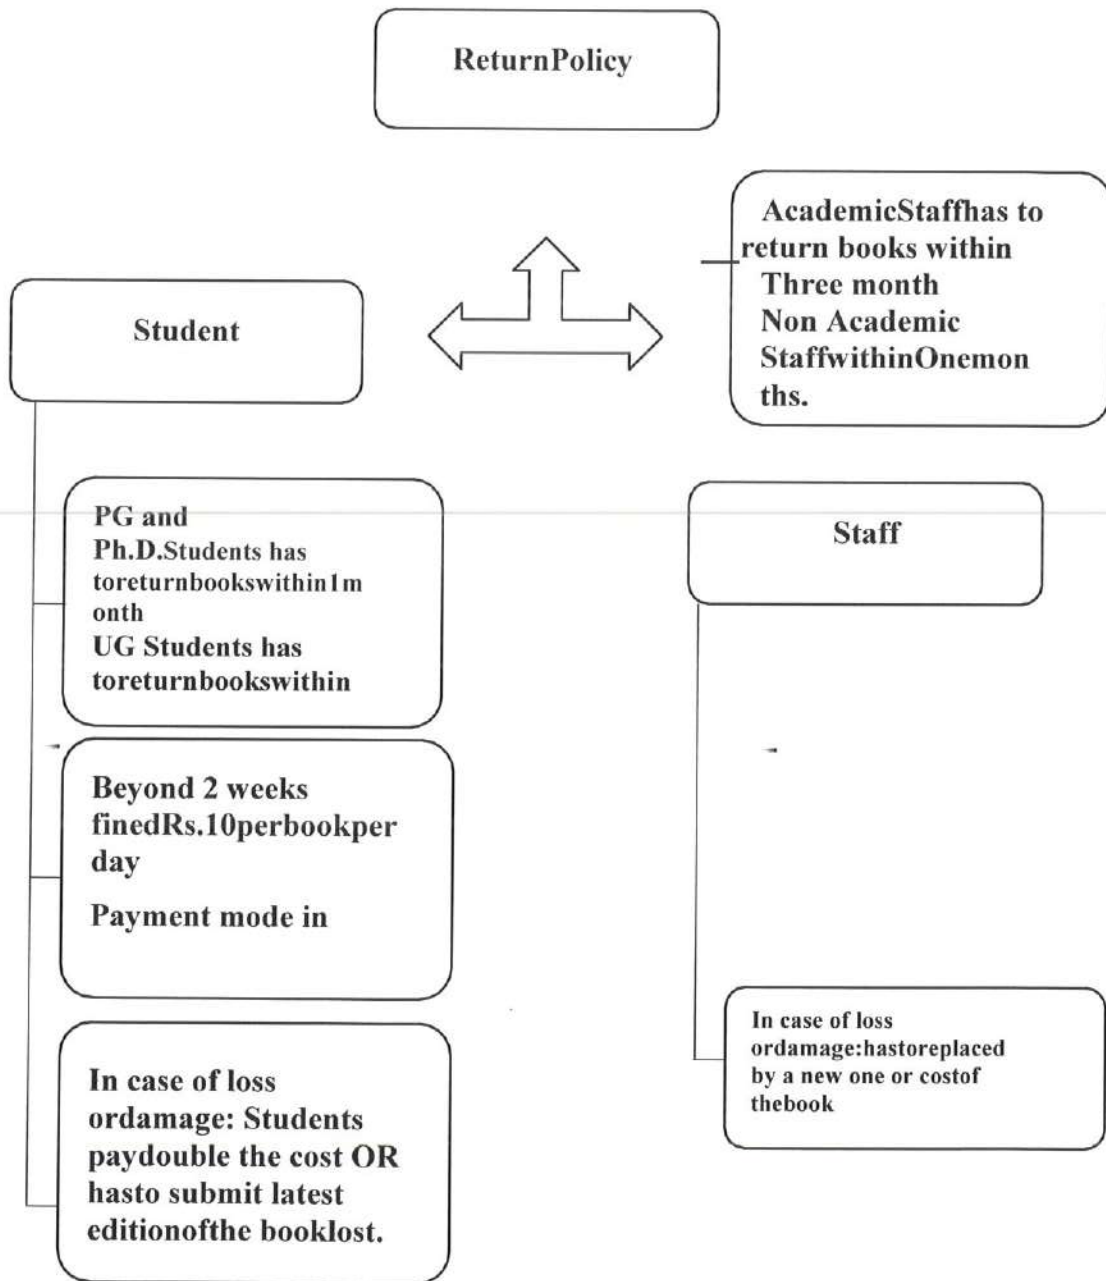 ReturnPolicy
AcademicStaffhas to
return books within
Three month
Non Academic
StaffwithinOnemon
ths.
Student
PG and
Ph.D.Students has
toreturnbookswithin1m
onth
UG Students has
toreturnbookswithin
Staff
Beyond 2 weeks
finedRs.10perbookper
day
Payment mode in
In case of loss
ordamage:hastoreplaced
by a new one or costof
thebook
In case of loss
ordamage: Students
paydouble the cost OR
hasto submit latest
editionofthe booklost.